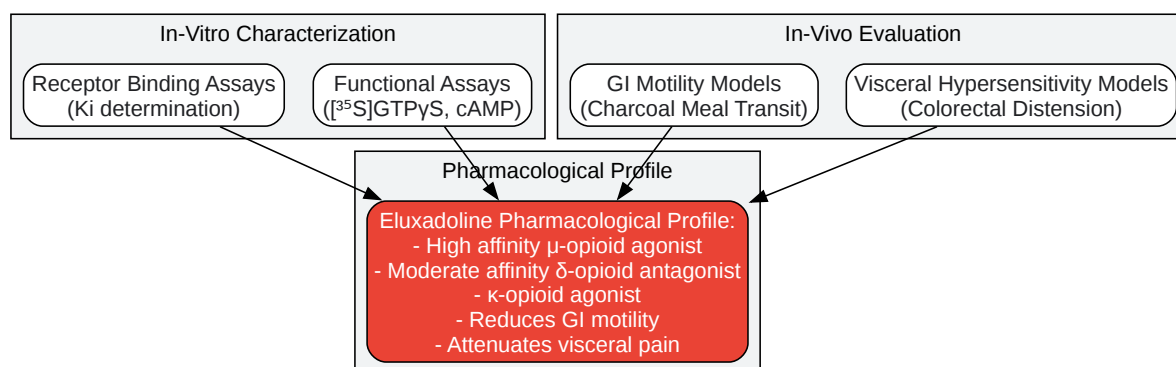 In-Vitro Characterization
Receptor Binding Assays
(Ki determination)
Functional Assays
([³⁵S]GTPγS, cAMP)
In-Vivo Evaluation
GI Motility Models
(Charcoal Meal Transit)
Visceral Hypersensitivity Models
(Colorectal Distension)
Pharmacological Profile
Eluxadoline Pharmacological Profile:
- High affinity μ-opioid agonist
- Moderate affinity δ-opioid antagonist
- κ-opioid agonist
- Reduces GI motility
- Attenuates visceral pain